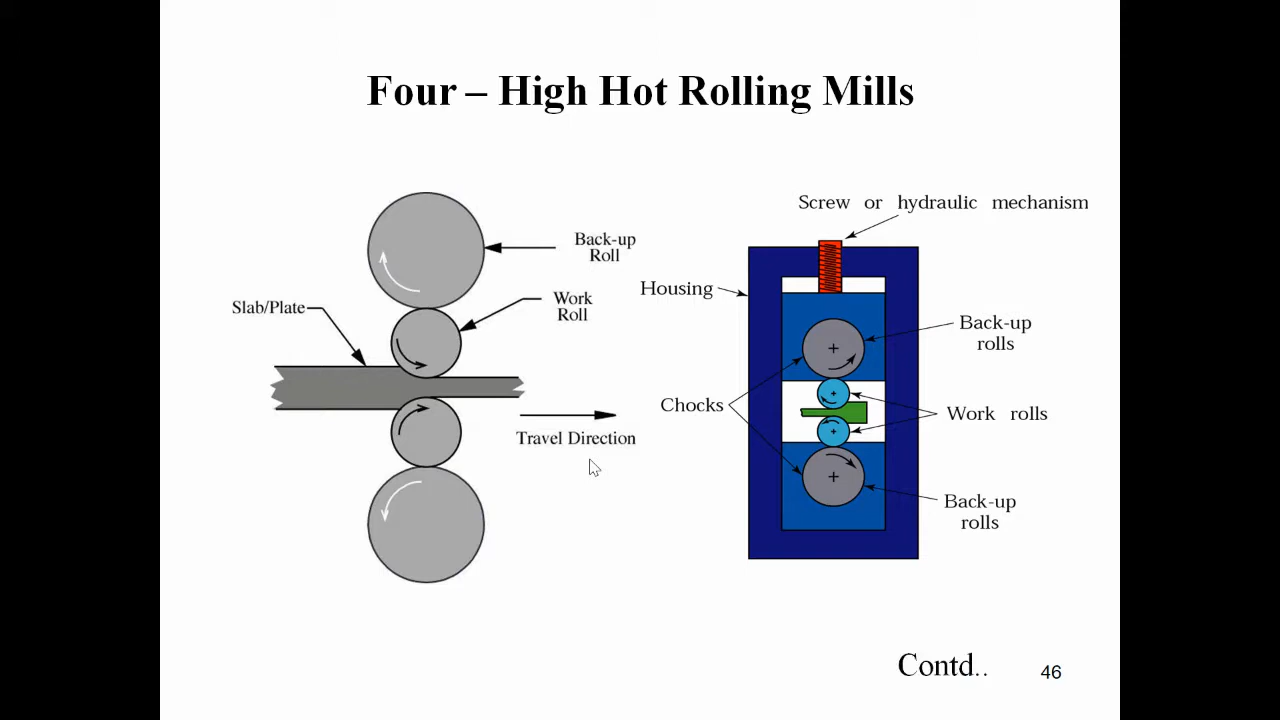 Four – High Hot Rolling Mills
Back-up
Roll
Work
Roll
Slab/Plate
Travel Direction
Screw or hydraulic mechanism
Housing
Back-up
rolls
Chocks
Work rolls
Back-up
rolls
Contd..
46